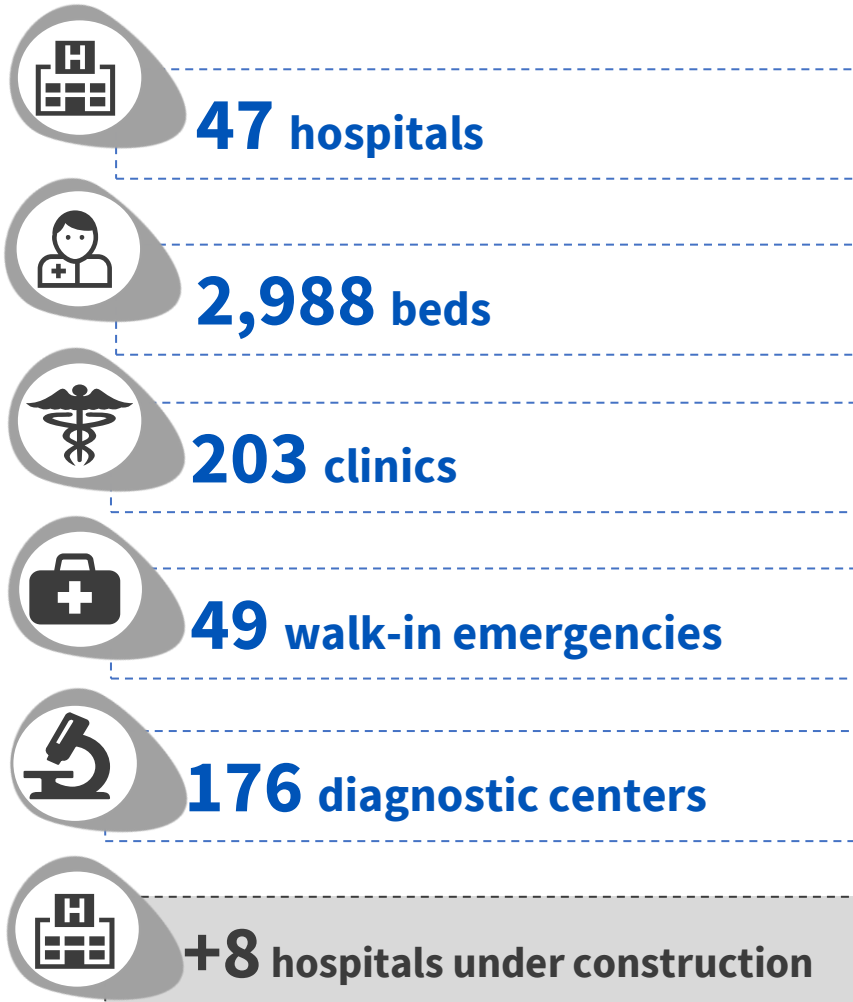 H
47 hospitals
2,988 beds
203 clinics
49 walk-in emergencies
176 diagnostic centers
H
+8 hospitals under construction